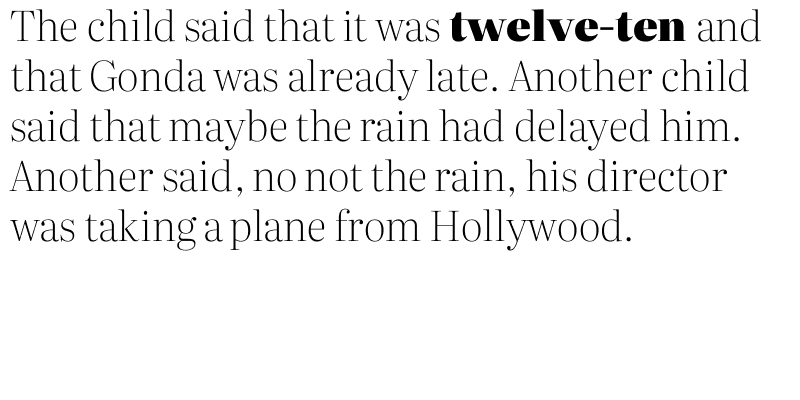 The child said that it was twelve-ten and
that Gonda was already late. Another child
said that maybe the rain had delayed him.
Another said, no not the rain, his director
was taking a plane from Hollywood.